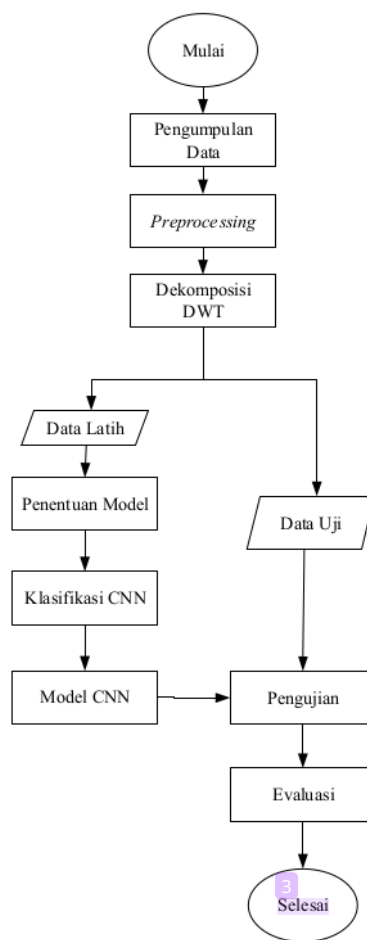 Mulai
Pengumpulan
Data
Preprocessing
Dekomposisi
DWT
Data Latih
Penentuan Model
Data Uji
Klasifikasi CNN
Model CNN
Pengujian
Evaluasi
3
Selesai